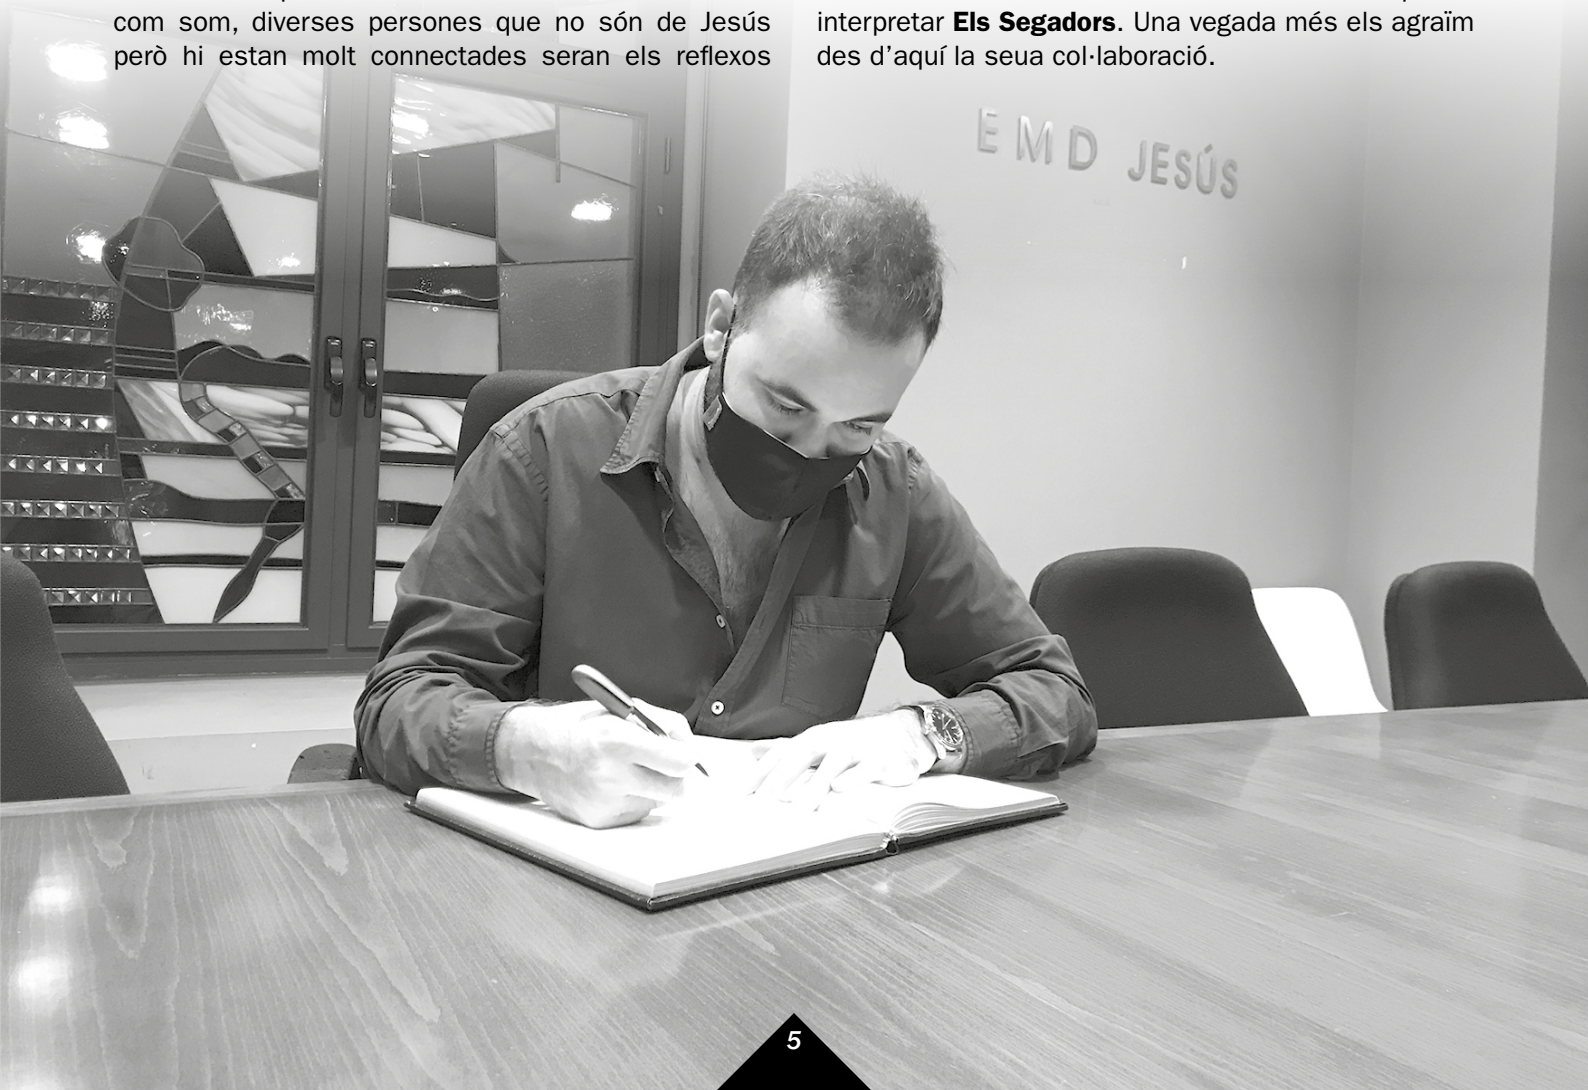 com som, diverses persones que no són de Jesús
però hi estan molt connectades seran els reflexos
interpretar Els Segadors. Una vegada més els agraïm
des d’aquí la seua col·laboració.
EMD JESÚS
5